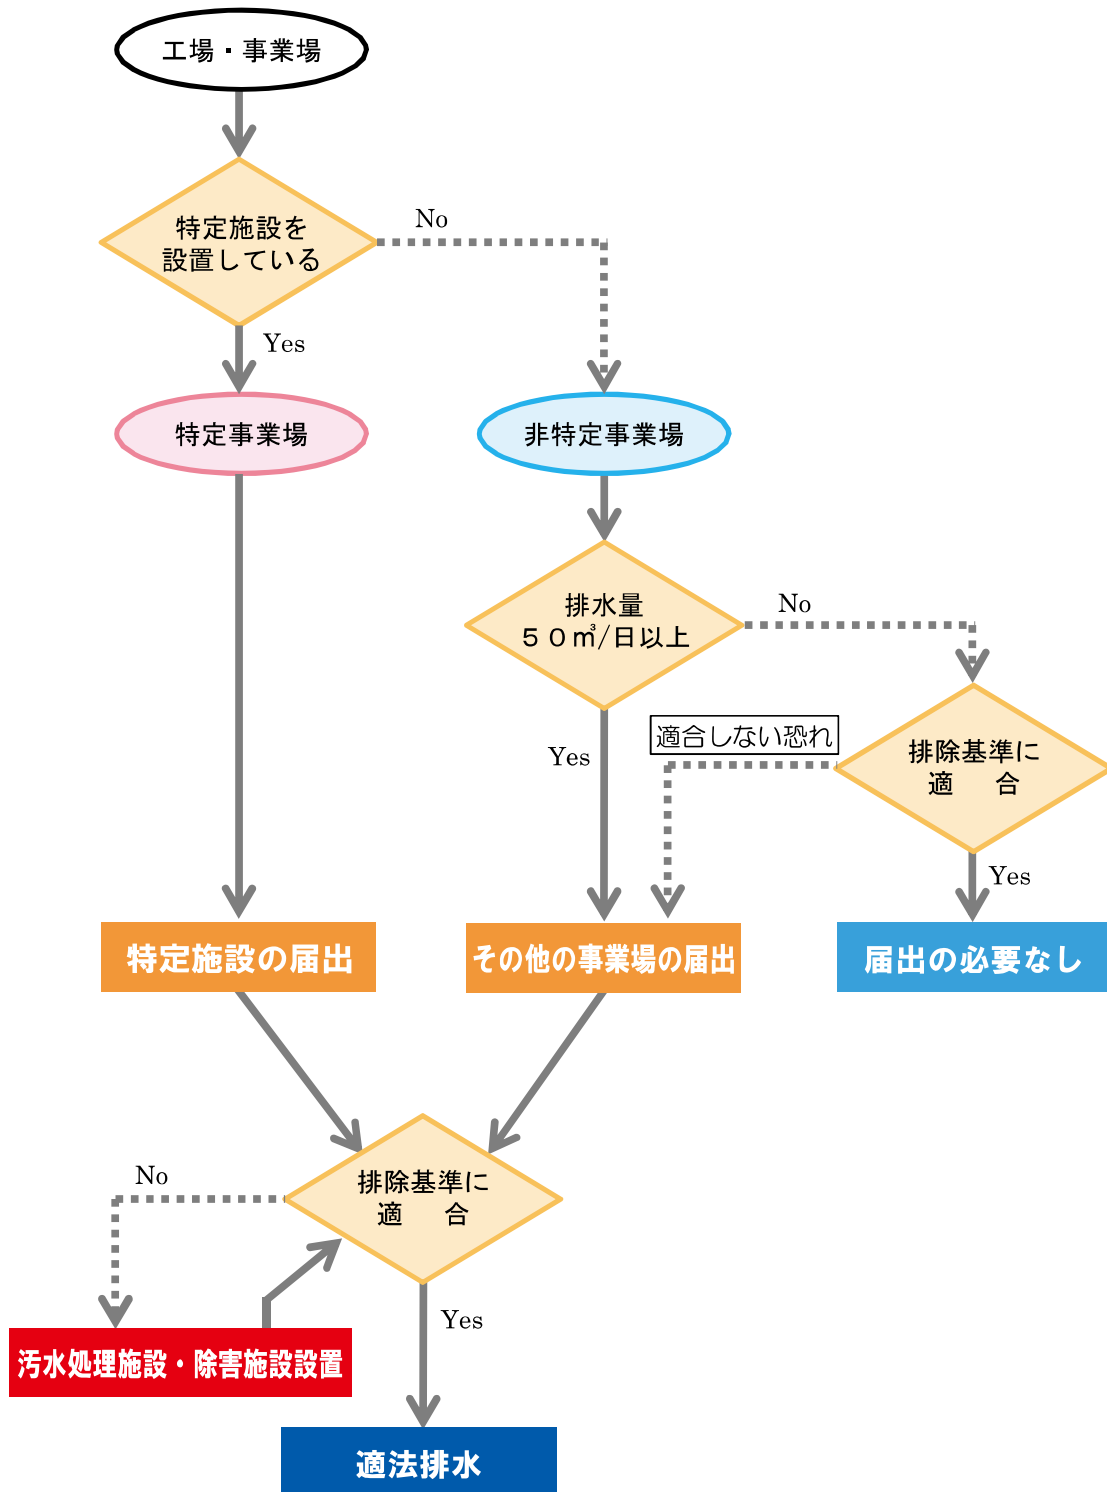 工場・事業場
特定施設を
設置している
No
Yes
特定事業場
非特定事業場
排水量
５０㎥/日以上
No
Yes
適合しない恐れ
排除基準に
適　合
Yes
特定施設の届出
その他の事業場の届出
届出の必要なし
排除基準に
適　合
No
Yes
汚水処理施設・除害施設設置
適法排水